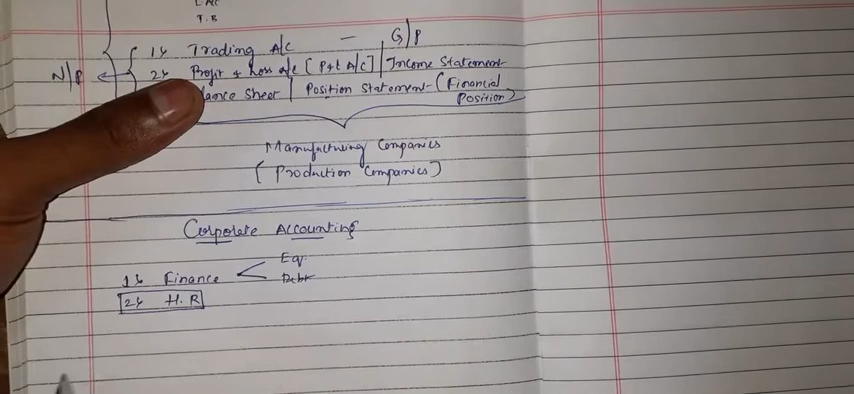 T.B
1) Trading A/c — G/P
N/P ← 2) Profit & Loss a/c [P+L A/c] | Income Statement
lance Sheet | Position Statement - (Financial Position)
Manufacturing Companies
(Production Companies)
Corporate Accounting
1) Finance < Eq.
Debt
2) H.R